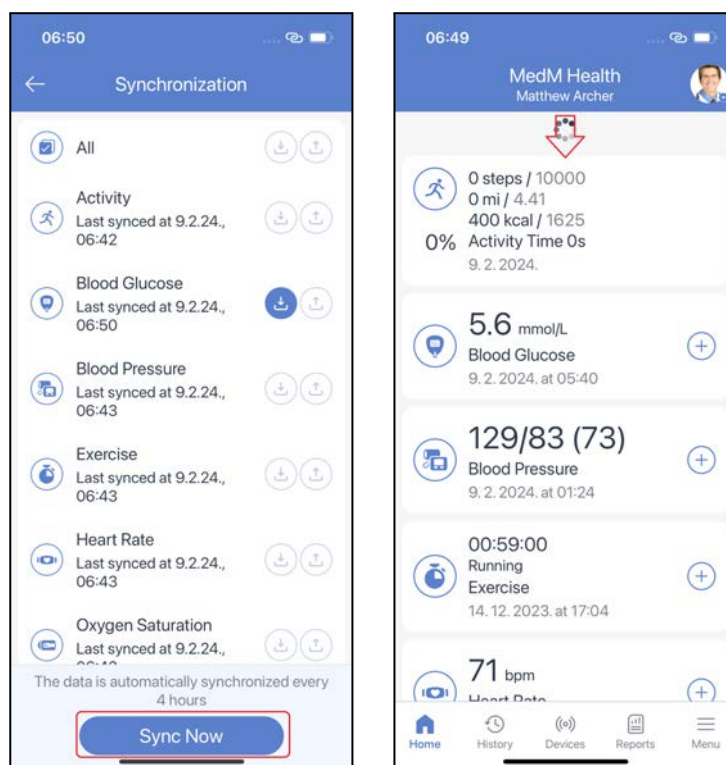 06:50
Synchronization
All
Activity
Last synced at 9.2.24.,
06:42
Blood Glucose
Last synced at 9.2.24.,
06:50
Blood Pressure
Last synced at 9.2.24.,
06:43
Exercise
Last synced at 9.2.24.,
06:43
Heart Rate
Last synced at 9.2.24.,
06:43
Oxygen Saturation
Last synced at 9.2.24.,
The data is automatically synchronized every
4 hours
Sync Now
06:49
MedM Health
Matthew Archer
0 steps / 10000
0 mi / 4.41
400 kcal / 1625
0% Activity Time 0s
9. 2. 2024.
5.6 mmol/L
Blood Glucose
9. 2. 2024. at 05:40
129/83 (73)
Blood Pressure
9. 2. 2024. at 01:24
00:59:00
Running
Exercise
14. 12. 2023. at 17:04
71 bpm
Heart Rate
Home History Devices Reports Menu